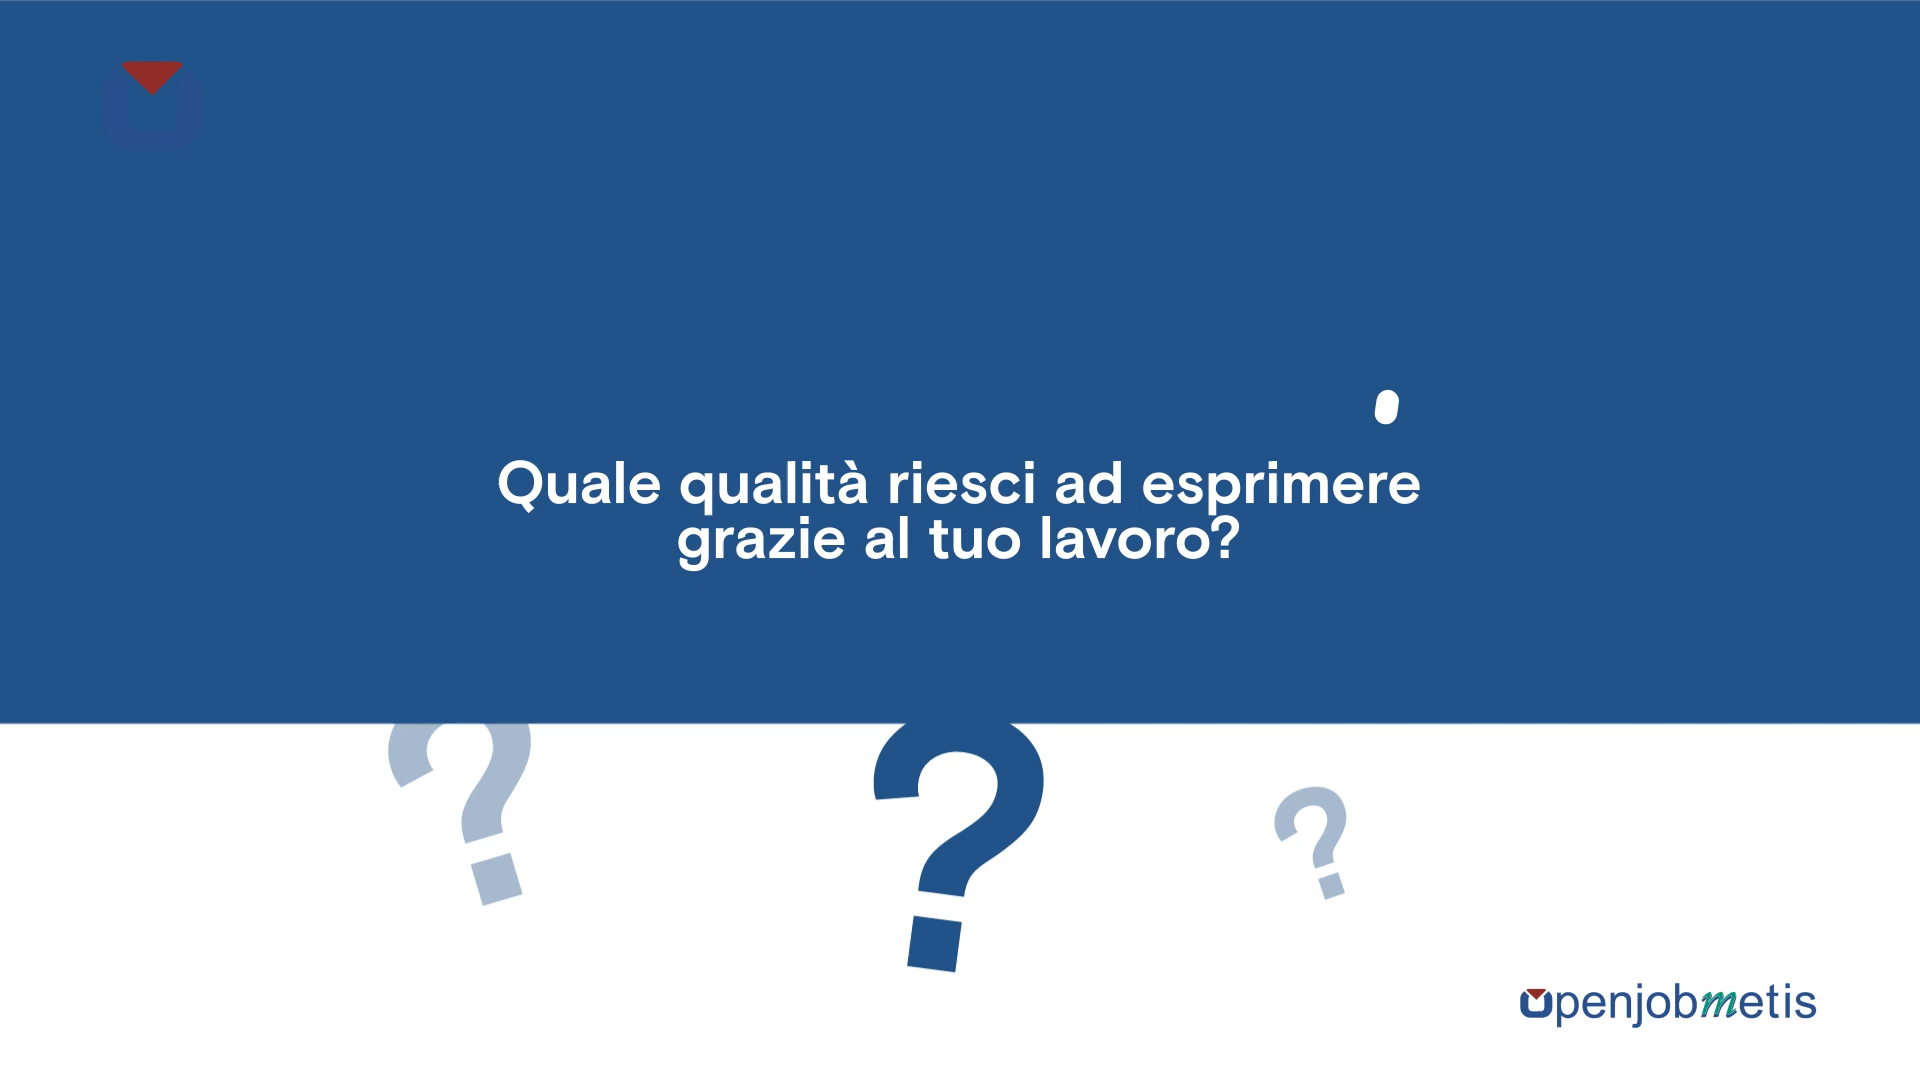 Quale qualità riesci ad esprimere
grazie al tuo lavoro?
? ? ?
openjobmetis